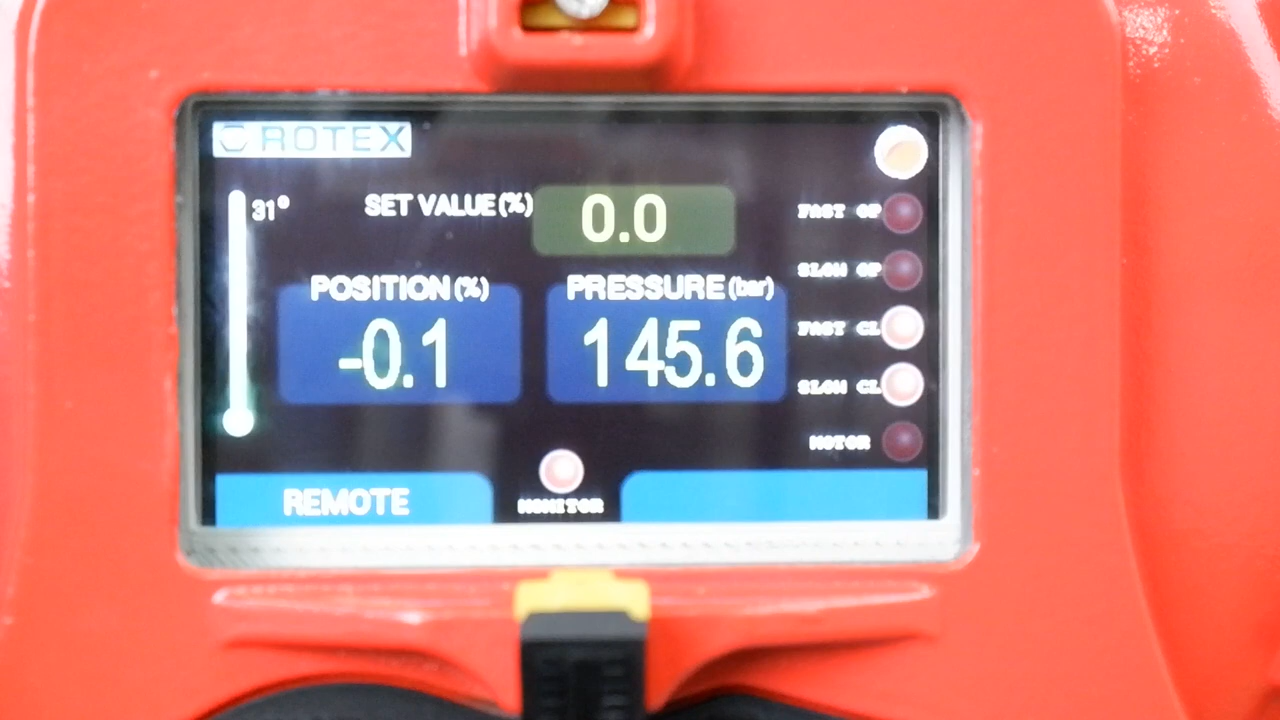 ROTEX
31°
SET VALUE(%) 0.0
FAST OP
SLOW OP
POSITION(%) PRESSURE(bar)
-0.1 145.6
FAST CL
SLOW CL
MOTOR
REMOTE
MONITOR